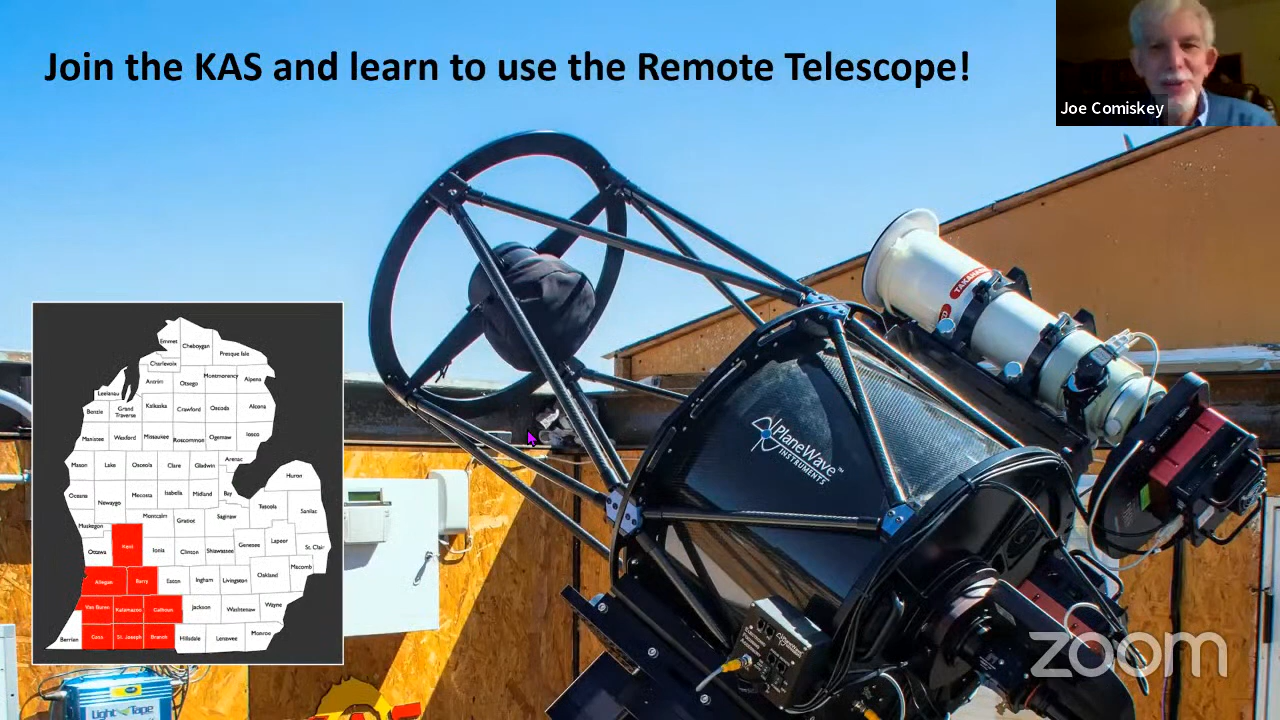 Join the KAS and learn to use the Remote Telescope!
Joe Comiskey
TAKAHA
PlaneWave™
INSTRUMENTS
Emmet
Cheboygan
Presque Isle
Charlevoix
Antrim
Otsego
Montmorency
Alpena
Leelanau
Benzie
Grand
Traverse
Kalkaska
Crawford
Oscoda
Alcona
Manistee
Wexford
Missaukee
Roscommon
Ogemaw
Iosco
Mason
Lake
Osceola
Clare
Gladwin
Arenac
Huron
Oceana
Newaygo
Mecosta
Isabella
Midland
Bay
Tuscola
Sanilac
Muskegon
Montcalm
Gratiot
Saginaw
Ottawa
Kent
Ionia
Clinton
Shiawassee
Genesee
Lapeer
St. Clair
Allegan
Barry
Eaton
Ingham
Livingston
Oakland
Macomb
Van Buren
Kalamazoo
Calhoun
Jackson
Washtenaw
Wayne
Berrien
Cass
St. Joseph
Branch
Hillsdale
Lenawee
Monroe
Light Tape
zoom